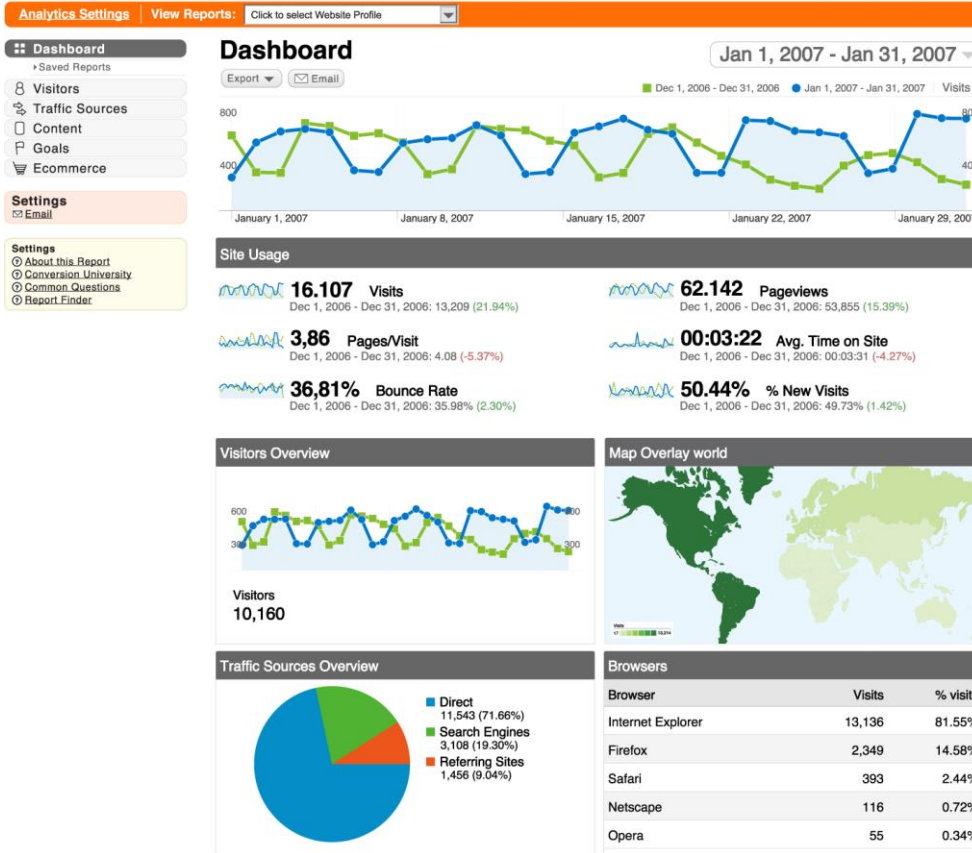 Analytics Settings View Reports: Click to select Website Profile
Dashboard
Saved Reports
Visitors
Traffic Sources
Content
Goals
Ecommerce
Settings
Email
Settings
About this Report
Conversion University
Common Questions
Report Finder
Dashboard
Jan 1, 2007 - Jan 31, 2007
Export Email
Dec 1, 2006 - Dec 31, 2006 Jan 1, 2007 - Jan 31, 2007 Visits
800
400
January 1, 2007 January 8, 2007 January 15, 2007 January 22, 2007 January 29, 200
Site Usage
16.107 Visits
Dec 1, 2006 - Dec 31, 2006: 13,209 (21.94%)
62.142 Pageviews
Dec 1, 2006 - Dec 31, 2006: 53,855 (15.39%)
3,86 Pages/Visit
Dec 1, 2006 - Dec 31, 2006: 4.08 (-5.37%)
00:03:22 Avg. Time on Site
Dec 1, 2006 - Dec 31, 2006: 00:03:31 (-4.27%)
36,81% Bounce Rate
Dec 1, 2006 - Dec 31, 2006: 35.98% (2.30%)
50.44% % New Visits
Dec 1, 2006 - Dec 31, 2006: 49.73% (1.42%)
Visitors Overview
600
300
300
Visitors
10,160
Map Overlay world
Visits
Traffic Sources Overview
Direct
11,543 (71.66%)
Search Engines
3,108 (19.30%)
Referring Sites
1,456 (9.04%)
Browsers
Browser Visits % visit
Internet Explorer 13,136 81.55%
Firefox 2,349 14.58%
Safari 393 2.44%
Netscape 116 0.72%
Opera 55 0.34%